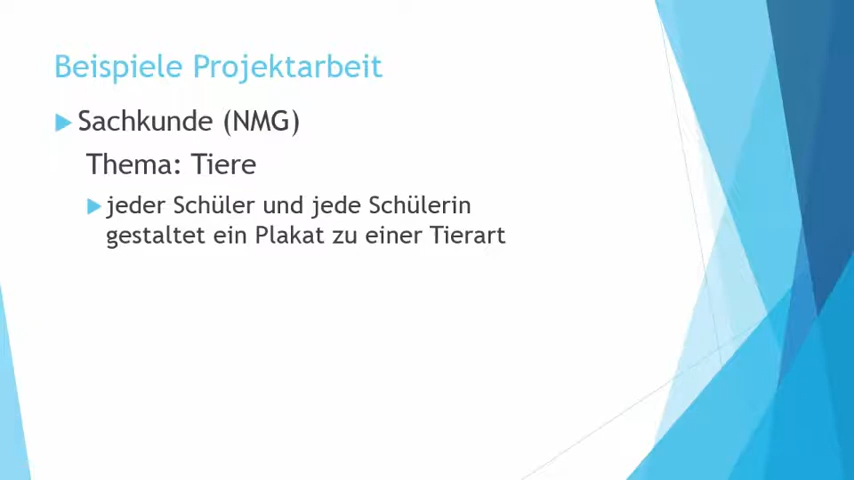 Beispiele Projektarbeit
Sachkunde (NMG)
Thema: Tiere
jeder Schüler und jede Schülerin
gestaltet ein Plakat zu einer Tierart